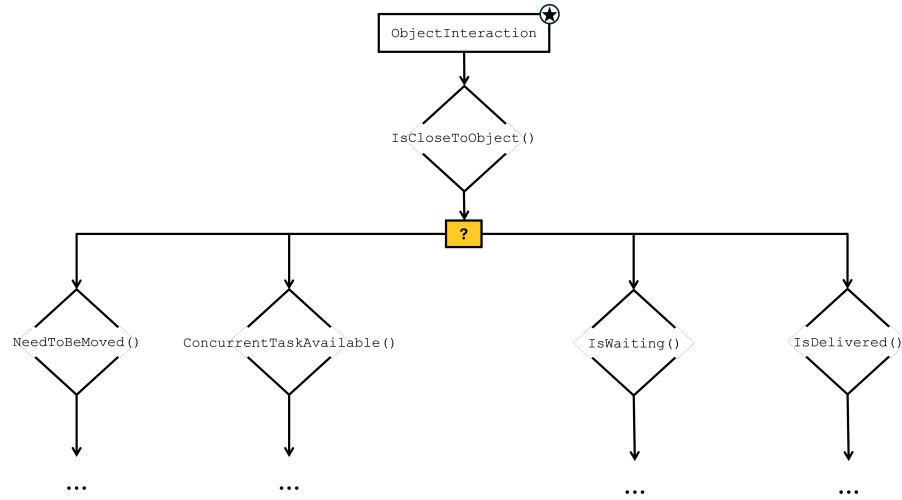 ObjectInteraction
IsCloseToObject()
?
NeedToBeMoved()
ConcurrentTaskAvailable()
IsWaiting()
IsDelivered()
...
...
...
...